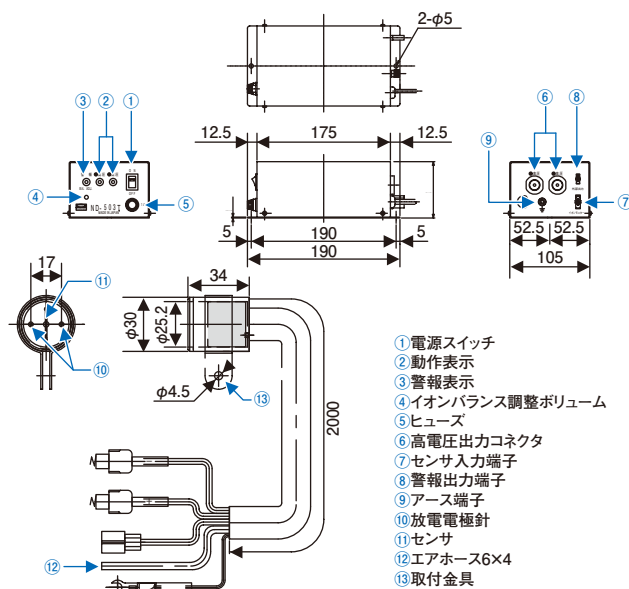 2-φ5
12.5
175
12.5
③
②
①
⑥
⑧
⑨
④
ND-503
⑤
⑦
5
190
5
190
52.5
52.5
105
17
⑪
34
φ30
φ25.2
⑩
φ4.5
⑬
2000
⑫
①電源スイッチ
②動作表示
③警報表示
④イオンバランス調整ボリューム
⑤ヒューズ
⑥高電圧出力コネクタ
⑦センサ入力端子
⑧警報出力端子
⑨アース端子
⑩放電電極針
⑪センサ
⑫エアホース6×4
⑬取付金具